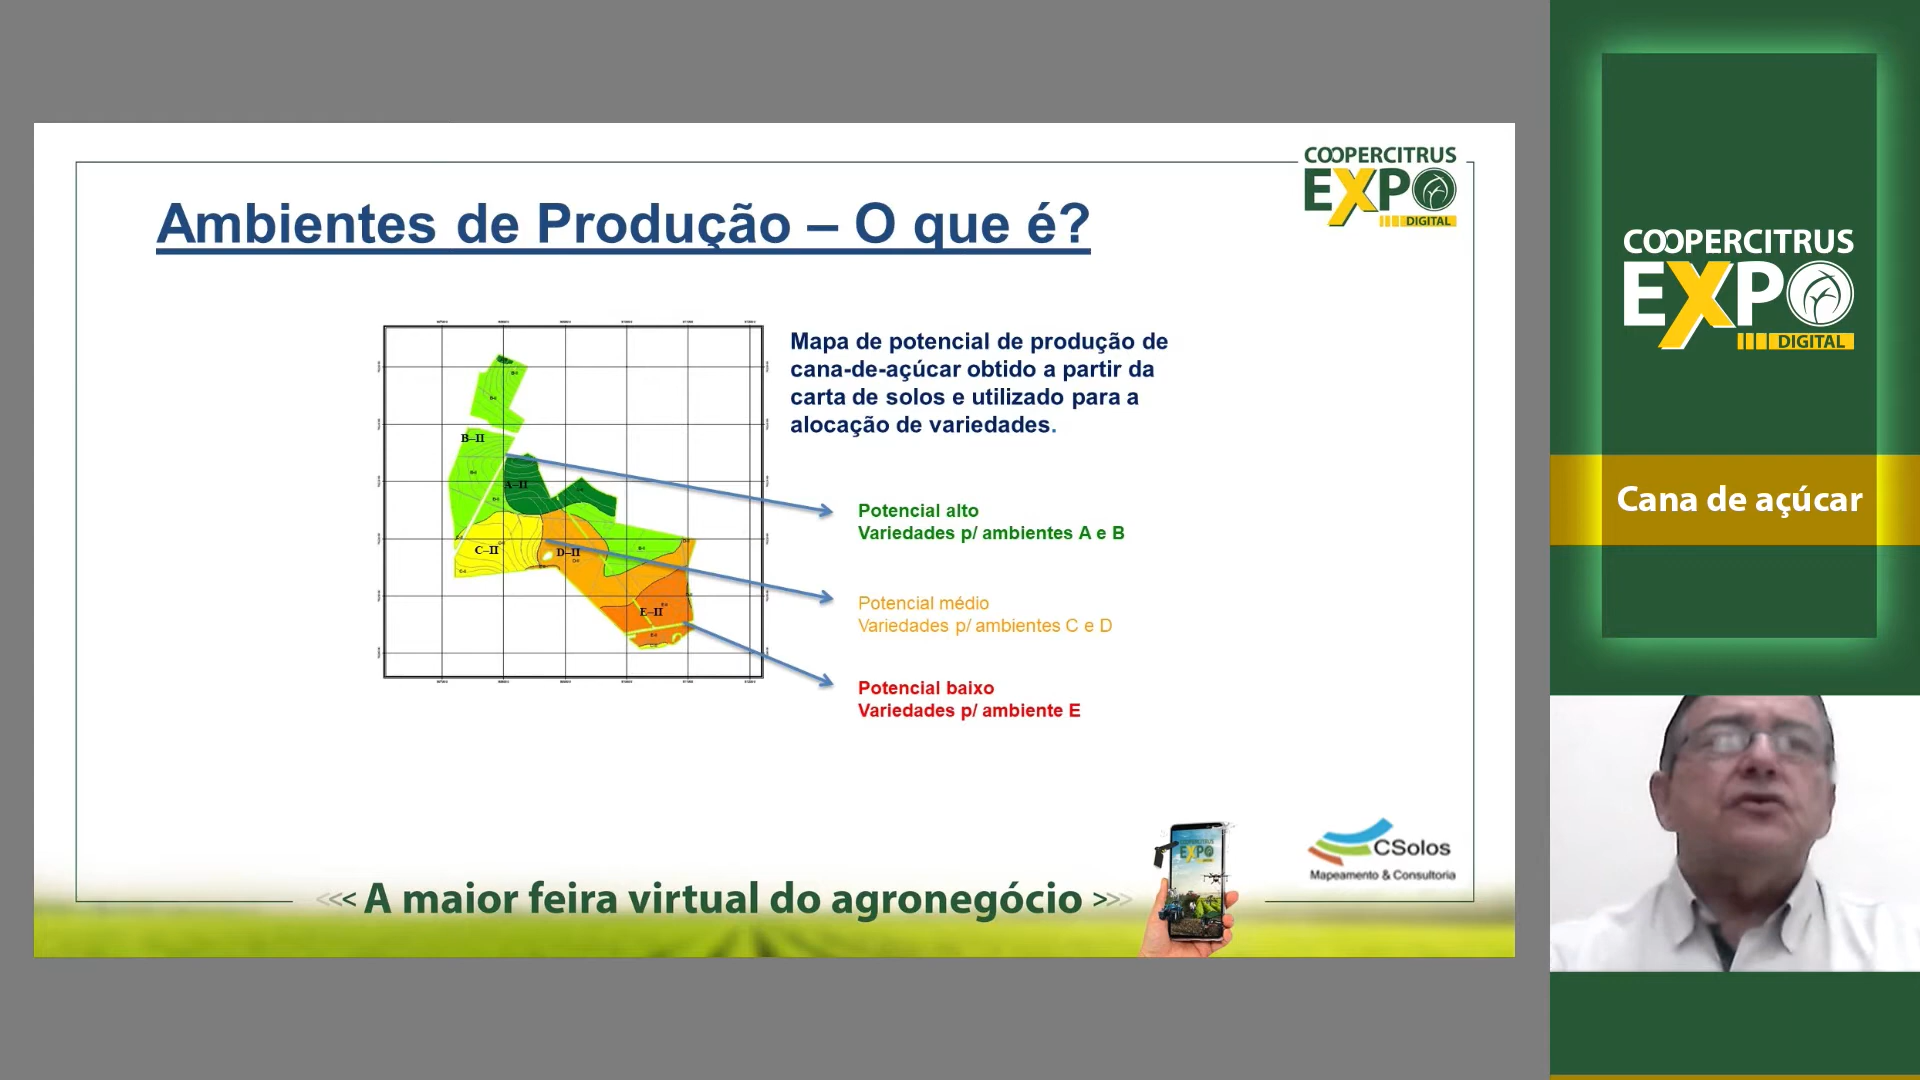 COOPERCITRUS
EXPO
DIGITAL
Ambientes de Produção – O que é?
Mapa de potencial de produção de
cana-de-açúcar obtido a partir da
carta de solos e utilizado para a
alocação de variedades.
B–II
A–II
C–II
D–II
E–II
Potencial alto
Variedades p/ ambientes A e B
Potencial médio
Variedades p/ ambientes C e D
Potencial baixo
Variedades p/ ambiente E
<<< A maior feira virtual do agronegócio >>>
EXPO
CSolos
Mapeamento & Consultoria
COOPERCITRUS
EXPO
DIGITAL
Cana de açúcar